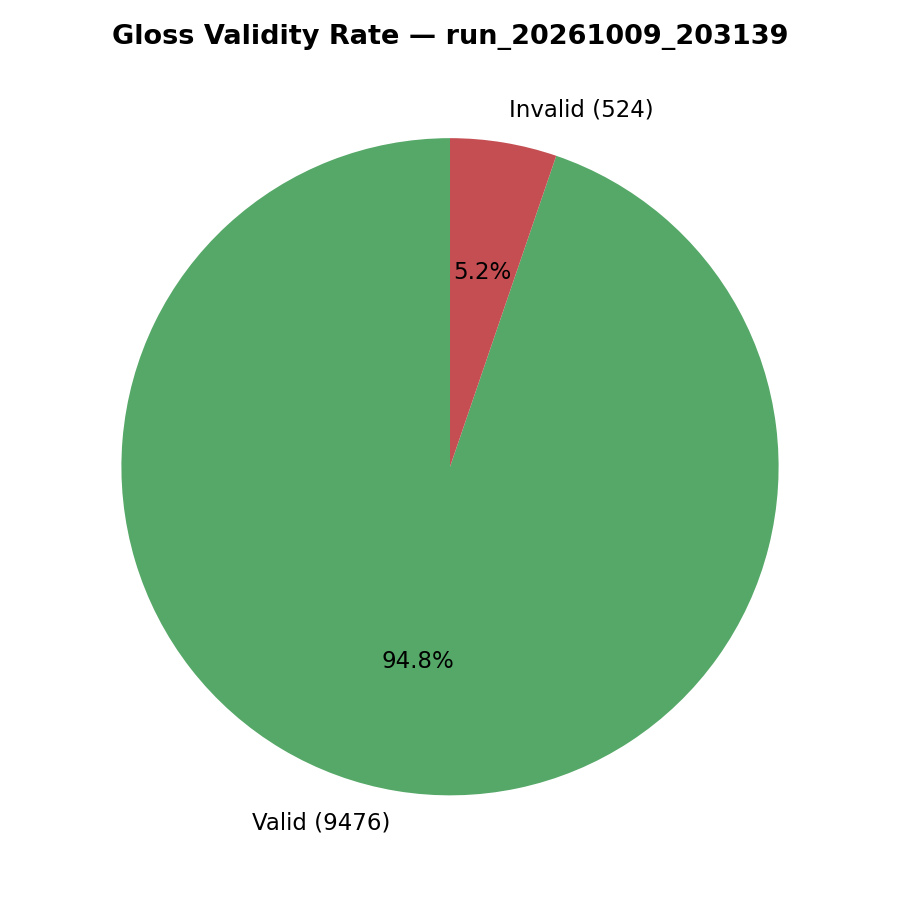 Gloss Validity Rate — run_20261009_203139
Invalid (524)
5.2%
94.8%
Valid (9476)